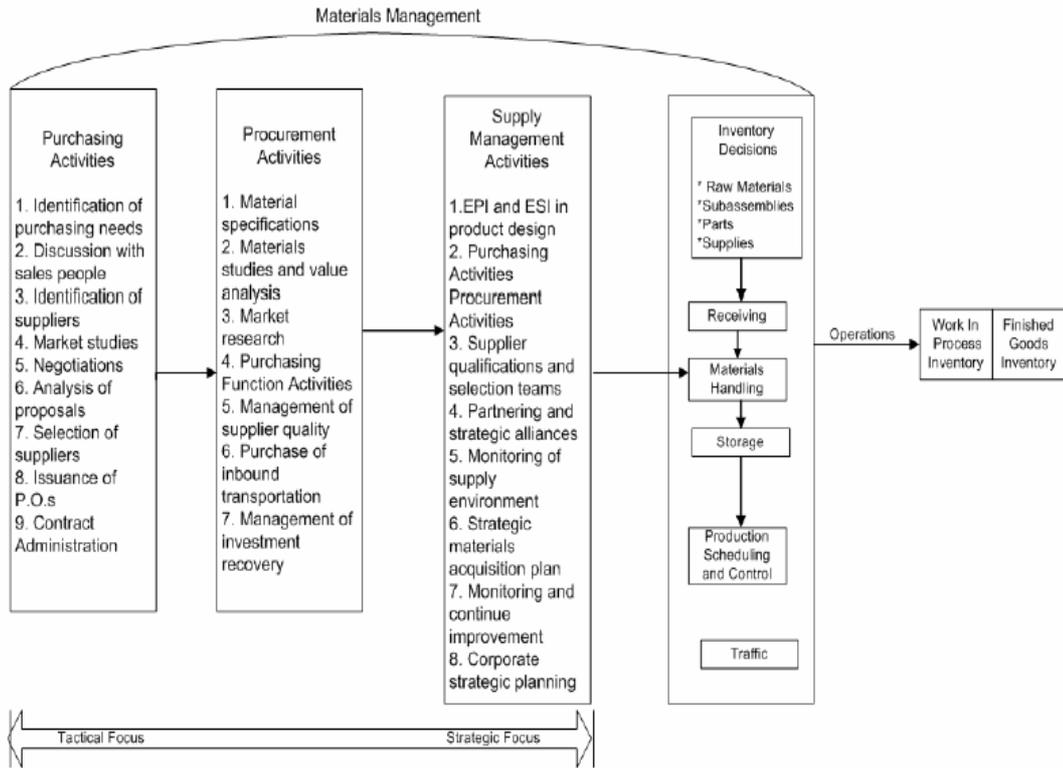 Materials Management
Purchasing
Activities
1. Identification of
purchasing needs
2. Discussion with
sales people
3. Identification of
suppliers
4. Market studies
5. Negotiations
6. Analysis of
proposals
7. Selection of
suppliers
8. Issuance of
P.O.s
9. Contract
Administration
Procurement
Activities
1. Material
specifications
2. Materials
studies and value
analysis
3. Market
research
4. Purchasing
Function Activities
5. Management of
supplier quality
6. Purchase of
inbound
transportation
7. Management of
investment
recovery
Supply
Management
Activities
1.EPI and ESI in
product design
2. Purchasing
Activities
Procurement
Activities
3. Supplier
qualifications and
selection teams
4. Partnering and
strategic alliances
5. Monitoring of
supply
environment
6. Strategic
materials
acquisition plan
7. Monitoring and
continue
improvement
8. Corporate
strategic planning
Inventory
Decisions
* Raw Materials
*Subassemblies
*Parts
*Supplies
Receiving
Materials
Handling
Storage
Production
Scheduling
and Control
Traffic
Operations
Work In
Process
Inventory
Finished
Goods
Inventory
Tactical Focus
Strategic Focus